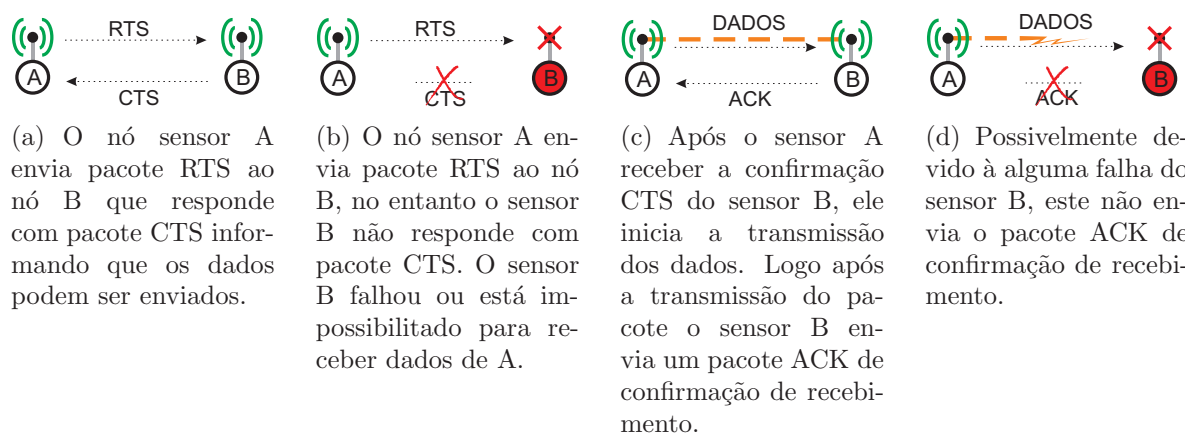 RTS
A
B
CTS
(a) O nó sensor A
envia pacote RTS ao
nó B que responde
com pacote CTS infor-
mando que os dados
podem ser enviados.
RTS
A
B
CTS
(b) O nó sensor A en-
via pacote RTS ao nó
B, no entanto o sensor
B não responde com
pacote CTS. O sensor
B falhou ou está im-
possibilitado para re-
ceber dados de A.
DADOS
A
B
ACK
(c) Após o sensor A
receber a confirmação
CTS do sensor B, ele
inicia a transmissão
dos dados. Logo após
a transmissão do pa-
cote o sensor B en-
via um pacote ACK de
confirmação de recebi-
mento.
DADOS
A
B
ACK
(d) Possivelmente de-
vido à alguma falha do
sensor B, este não en-
via o pacote ACK de
confirmação de recebi-
mento.